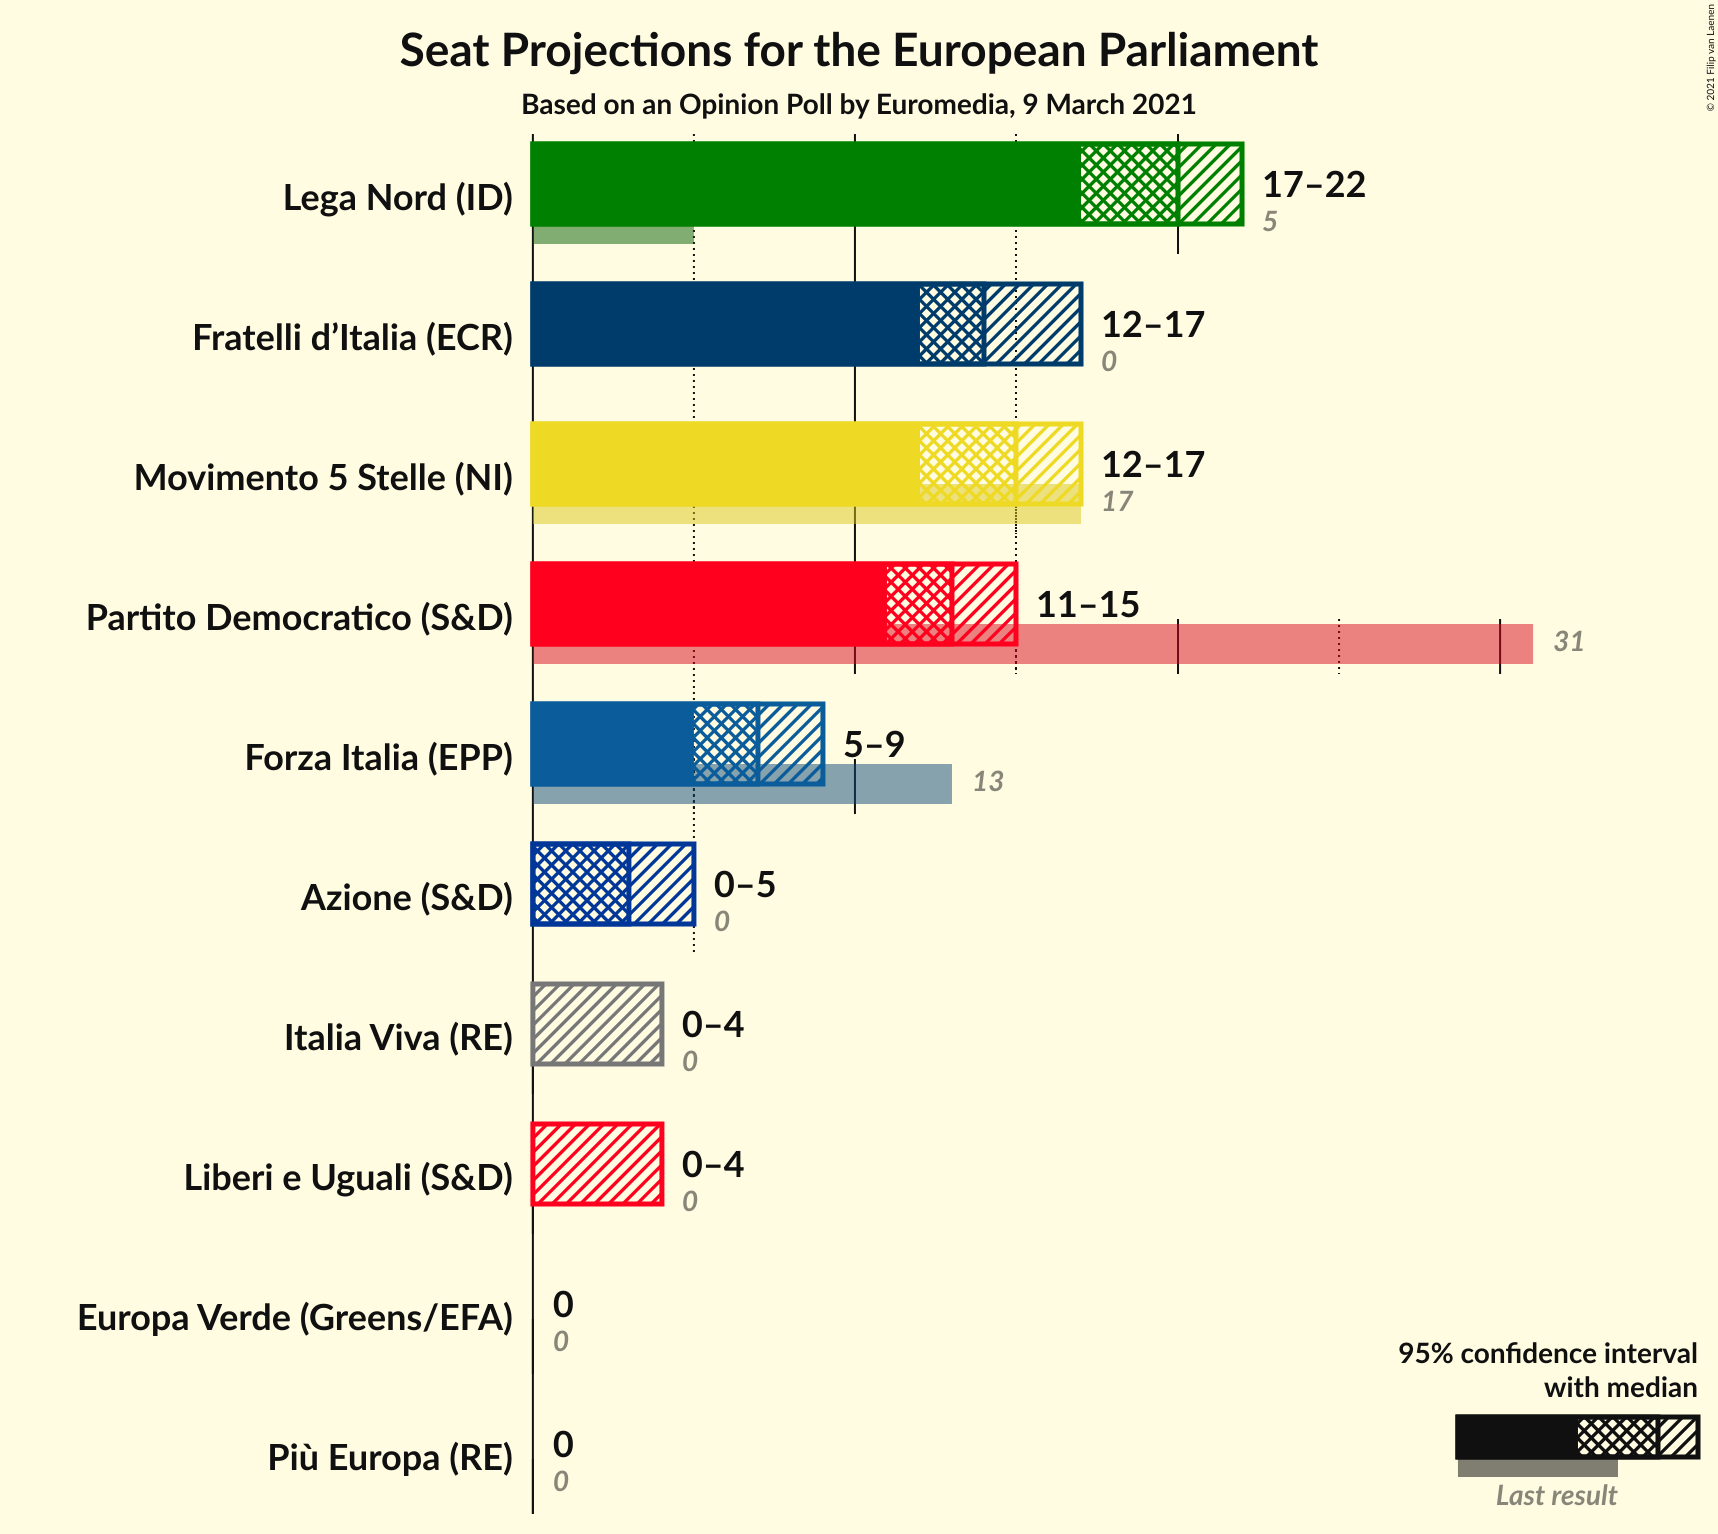 Seat Projections for the European Parliament
Based on an Opinion Poll by Euromedia, 9 March 2021
© 2021 Filip van Laenen
Lega Nord (ID)
17–22
5
Fratelli d’Italia (ECR)
12–17
0
Movimento 5 Stelle (NI)
12–17
17
Partito Democratico (S&D)
11–15
31
Forza Italia (EPP)
5–9
13
Azione (S&D)
0–5
0
Italia Viva (RE)
0–4
0
Liberi e Uguali (S&D)
0–4
0
Europa Verde (Greens/EFA)
0
0
Più Europa (RE)
0
0
95% confidence interval
with median
Last result